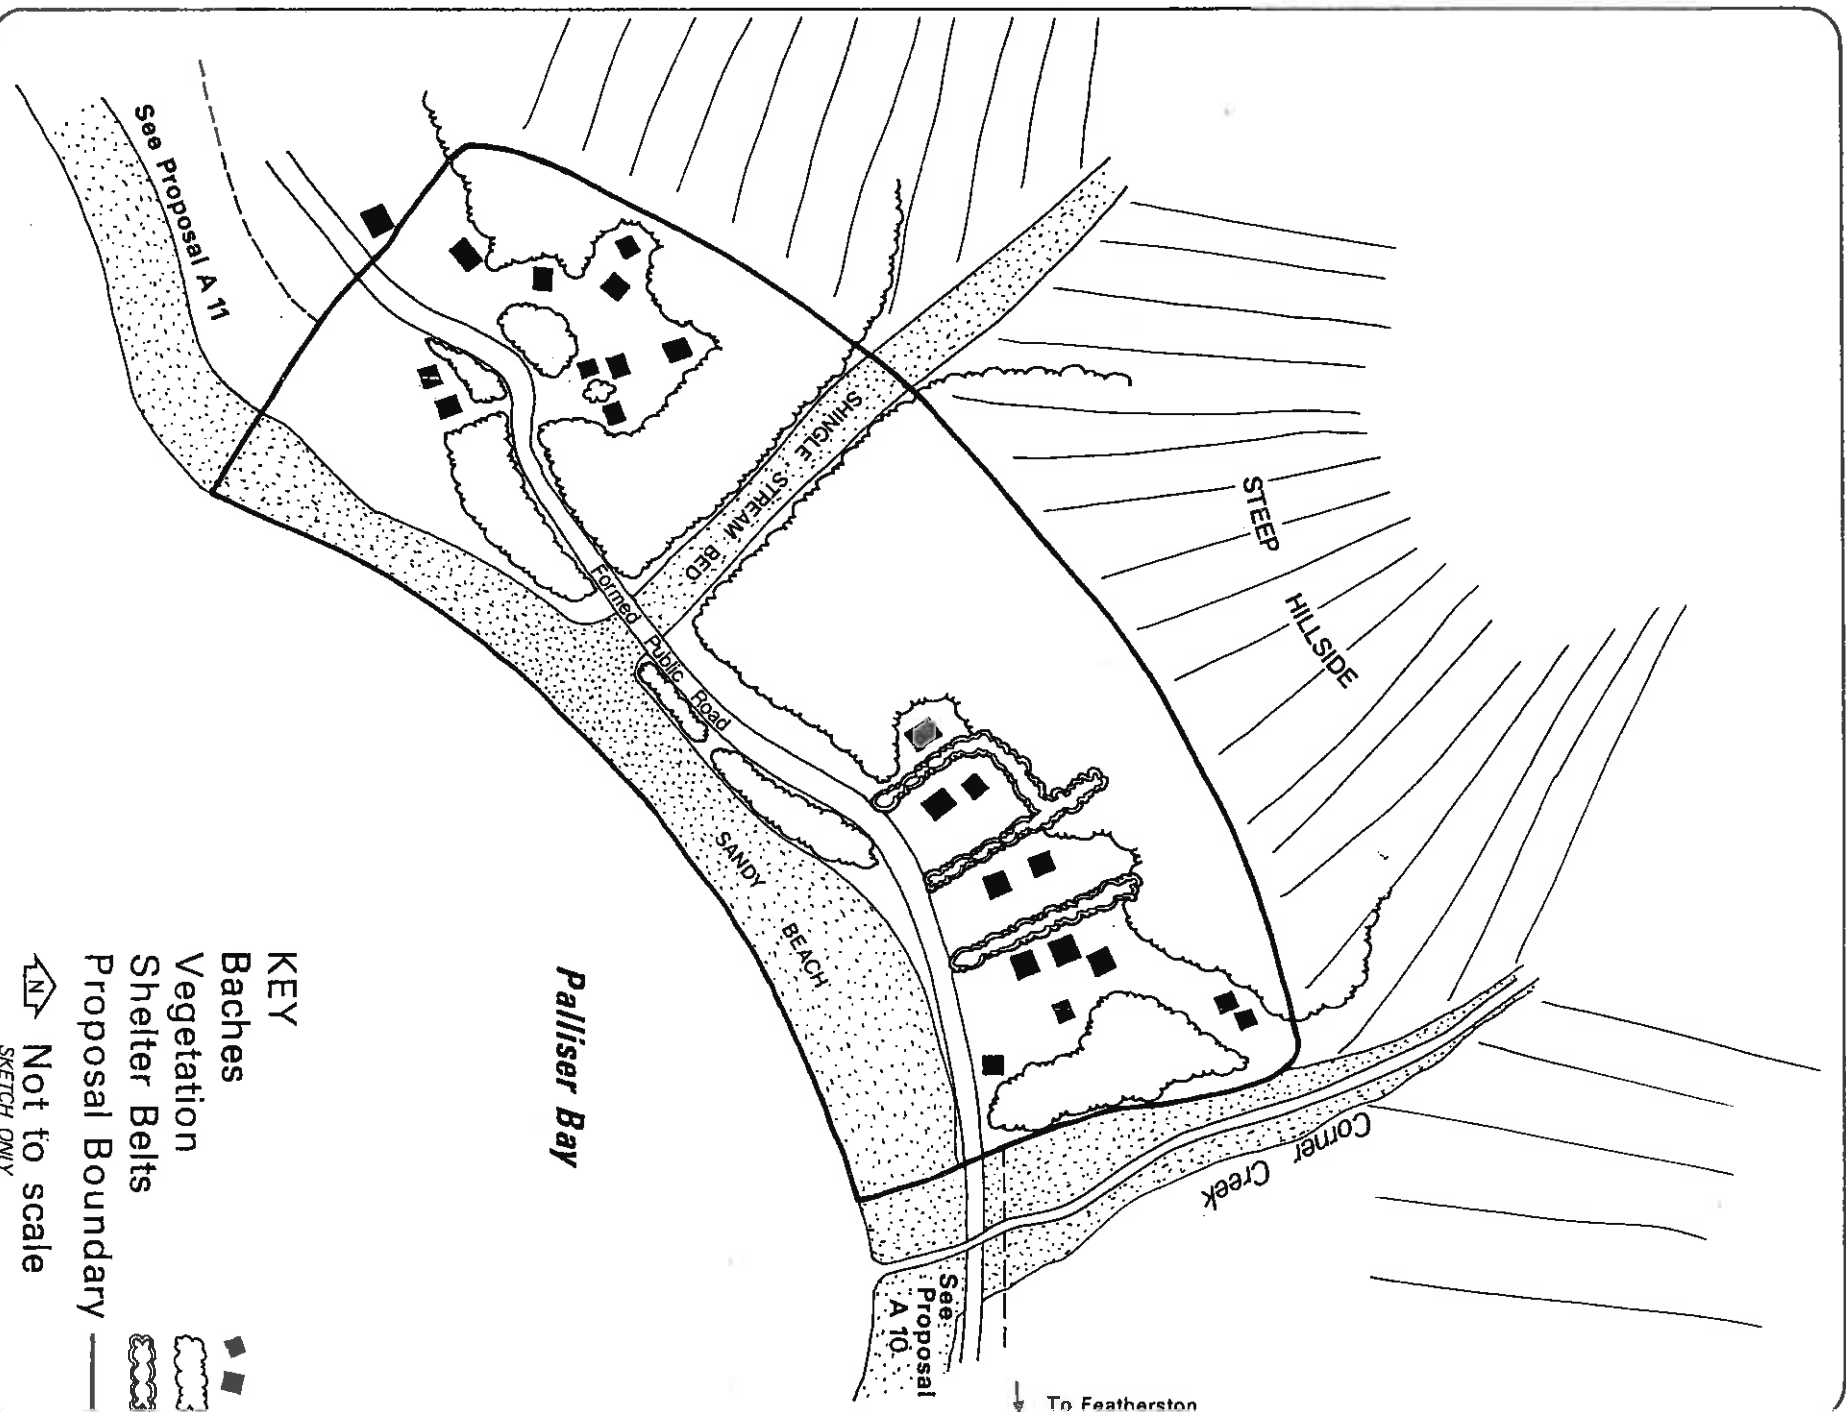 See Proposal A 11
SHINGLE STREAM BED
STEEP HILLSIDE
Formed Public Road
SANDY BEACH
Palliser Bay
Corner Creek
See
Proposal
A 10
To Featherston
KEY
Baches
Vegetation
Shelter Belts
Proposal Boundary
N Not to scale
SKETCH ONLY